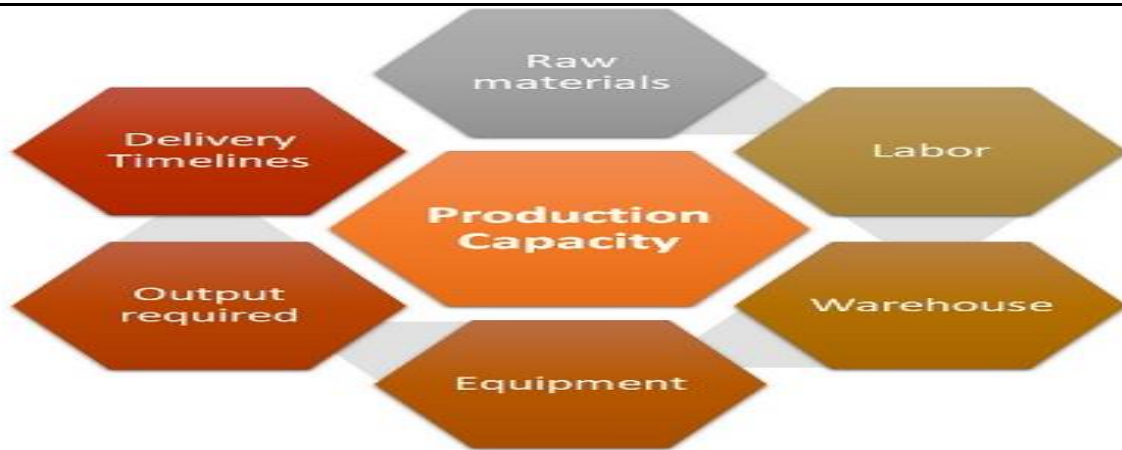 Raw
materials
Delivery
Timelines
Labor
Production
Capacity
Output
required
Warehouse
Equipment